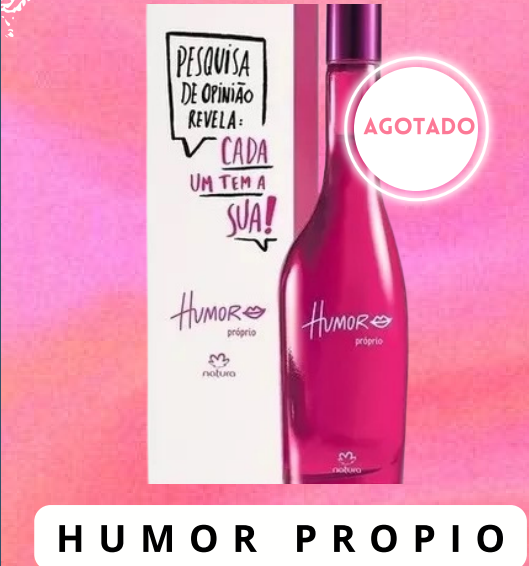 PESQUISA
DE OPINIÃO
REVELA:
CADA
UM TEM A
SUA!
AGOTADO
HUMOR
próprio
natura
HUMOR
próprio
natura
HUMOR PROPIO